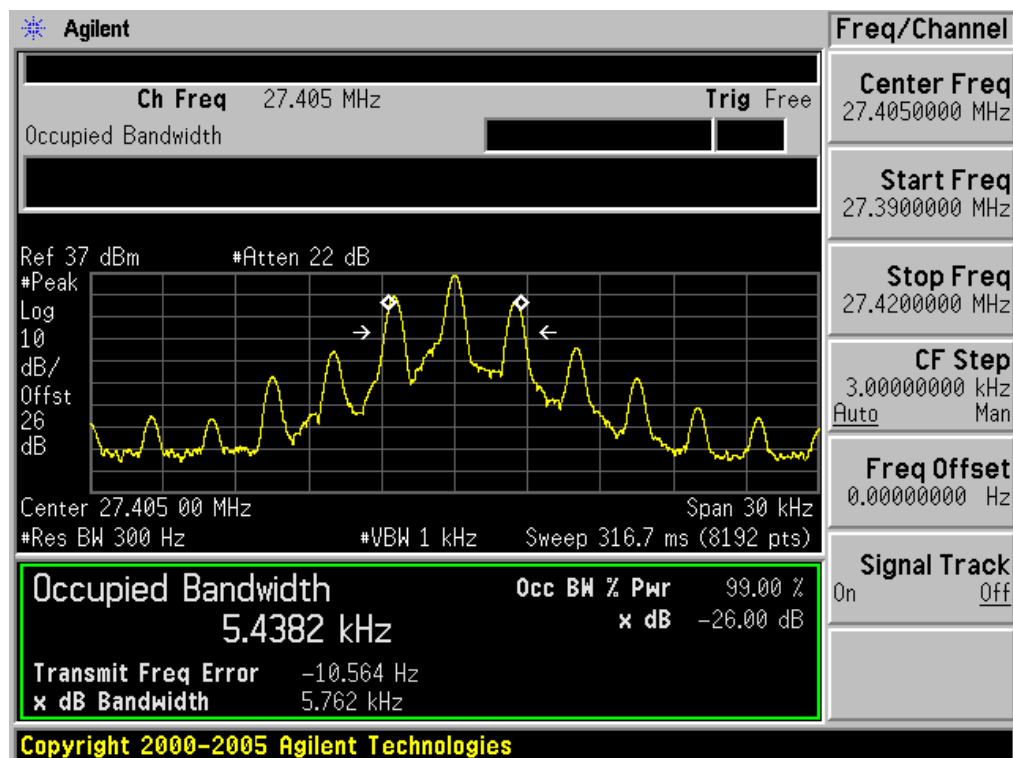 Agilent
Freq/Channel
Ch Freq 27.405 MHz
Trig Free
Occupied Bandwidth
Center Freq
27.4050000 MHz
Start Freq
27.3900000 MHz
Stop Freq
27.4200000 MHz
CF Step
3.00000000 kHz
Auto Man
Freq Offset
0.00000000 Hz
Signal Track
On Off
Ref 37 dBm #Atten 22 dB
#Peak
Log
10
dB/
Offst
26
dB
Center 27.405 00 MHz Span 30 kHz
#Res BW 300 Hz #VBW 1 kHz Sweep 316.7 ms (8192 pts)
Occupied Bandwidth
5.4382 kHz
Occ BW % Pwr 99.00 %
x dB -26.00 dB
Transmit Freq Error -10.564 Hz
x dB Bandwidth 5.762 kHz
Copyright 2000-2005 Agilent Technologies